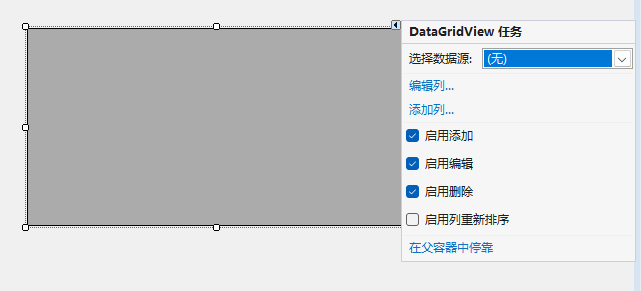 DataGridView 任务
选择数据源: (无)
编辑列...
添加列...
启用添加
启用编辑
启用删除
启用列重新排序
在父容器中停靠